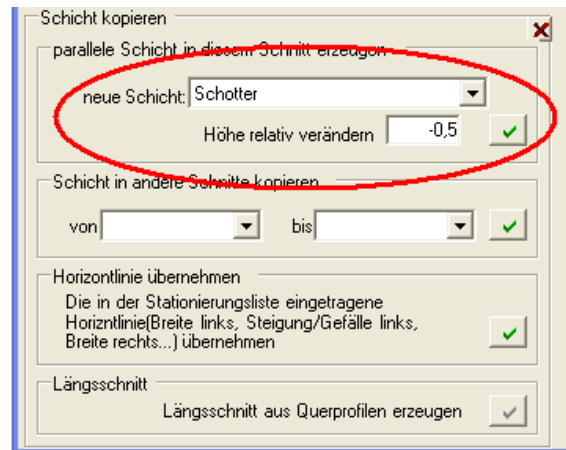 Schicht kopieren
parallele Schicht in diesem Schnitt erzeugen
neue Schicht: Schotter
Höhe relativ verändern -0,5
Schicht in andere Schnitte kopieren
von bis
Horizontlinie übernehmen
Die in der Stationierungsliste eingetragene
Horizntlinie(Breite links, Steigung/Gefälle links,
Breite rechts...) übernehmen
Längsschnitt
Längsschnitt aus Querprofilen erzeugen